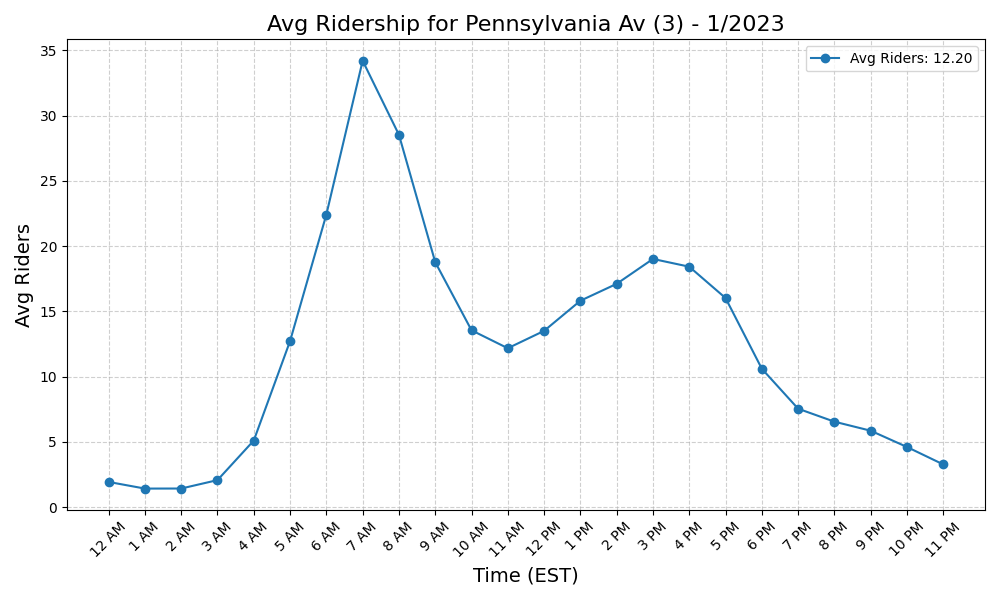 Avg Ridership for Pennsylvania Av (3) - 1/2023
Avg Riders: 12.20
Avg Riders
35
30
25
20
15
10
5
0
12 AM
1 AM
2 AM
3 AM
4 AM
5 AM
6 AM
7 AM
8 AM
9 AM
10 AM
11 AM
12 PM
1 PM
2 PM
3 PM
4 PM
5 PM
6 PM
7 PM
8 PM
9 PM
10 PM
11 PM
Time (EST)